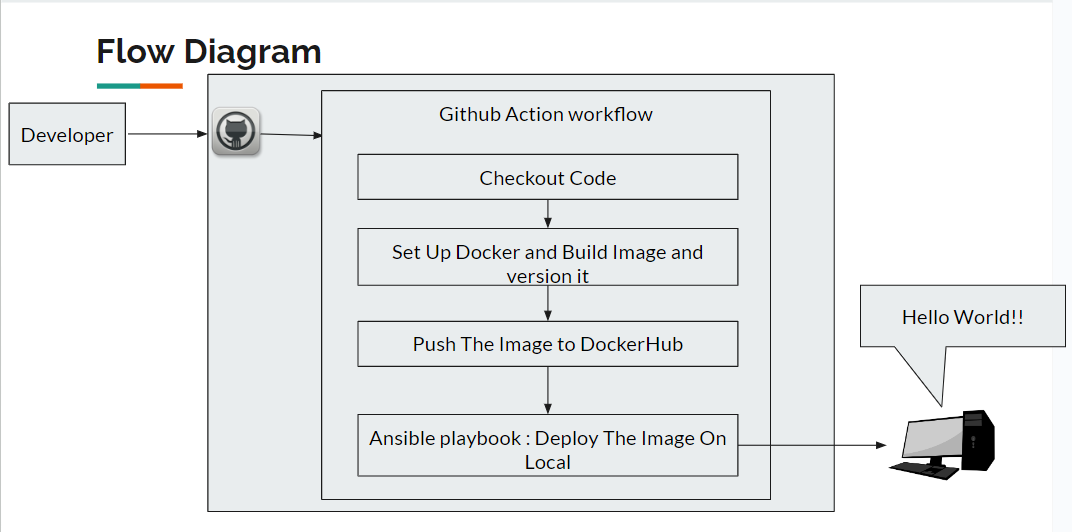 Flow Diagram
Developer
Github Action workflow
Checkout Code
Set Up Docker and Build Image and
version it
Push The Image to DockerHub
Ansible playbook : Deploy The Image On
Local
Hello World!!